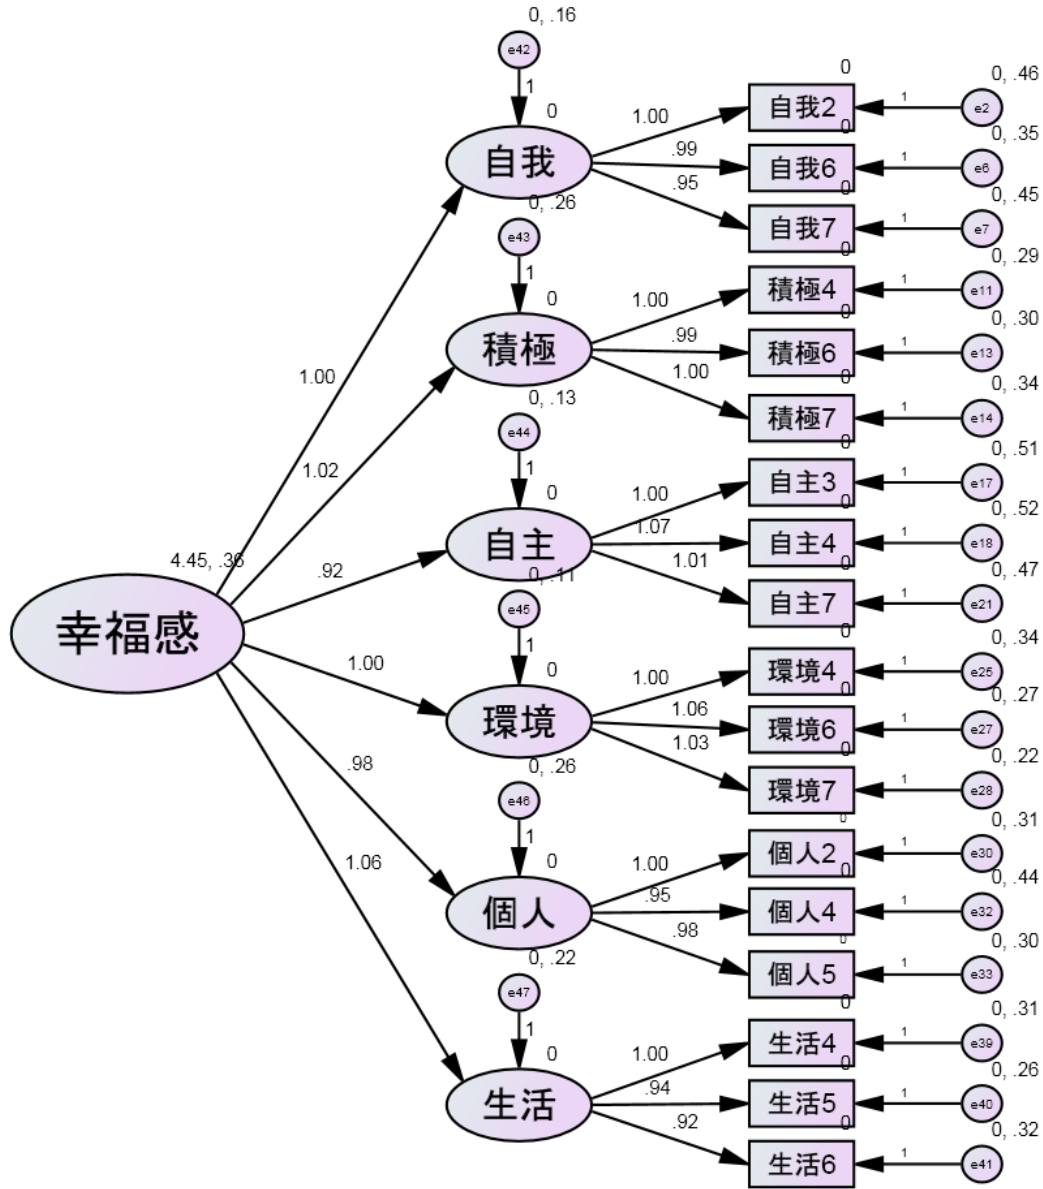 0, .16
e42
1
0
自我
1.00
.99
.95
0
自我2
1
e2
0, .46
0
自我6
1
e6
0, .35
0
自我7
1
e7
0, .45
0, .26
e43
1
0
積極
1.00
.99
1.00
0
積極4
1
e11
0, .29
0
積極6
1
e13
0, .30
0
積極7
1
e14
0, .34
0, .13
e44
1
0
自主
1.00
1.07
1.01
0
自主3
1
e17
0, .51
0
自主4
1
e18
0, .52
0
自主7
1
e21
0, .47
4.45, .36
幸福感
1.00
1.02
.92
1.00
.98
1.06
0, .11
e45
1
0
環境
1.00
1.06
1.03
0
環境4
1
e25
0, .34
0
環境6
1
e27
0, .27
0
環境7
1
e28
0, .22
0, .26
e46
1
0
個人
1.00
.95
.98
0
個人2
1
e30
0, .31
0
個人4
1
e32
0, .44
0
個人5
1
e33
0, .30
0, .22
e47
1
0
生活
1.00
.94
.92
0
生活4
1
e39
0, .31
0
生活5
1
e40
0, .26
0
生活6
1
e41
0, .32